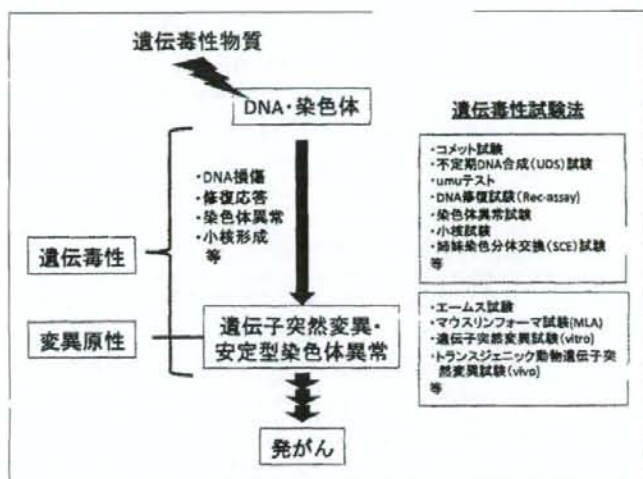 遺伝毒性物質
DNA・染色体
・DNA損傷
・修復応答
・染色体異常
・小核形成
等
遺伝毒性
変異原性
遺伝子突然変異・
安定型染色体異常
発がん
遺伝毒性試験法
・コメット試験
・不定期DNA合成(UDS)試験
・umuテスト
・DNA修復試験(Rec-assay)
・染色体異常試験
・小核試験
・姉妹染色分体交換(SCE)試験
等
・エームス試験
・マウスリンフォーマ試験(MLA)
・遺伝子突然変異試験(vitro)
・トランスジェニック動物遺伝子突
然変異試験(vivo)
等